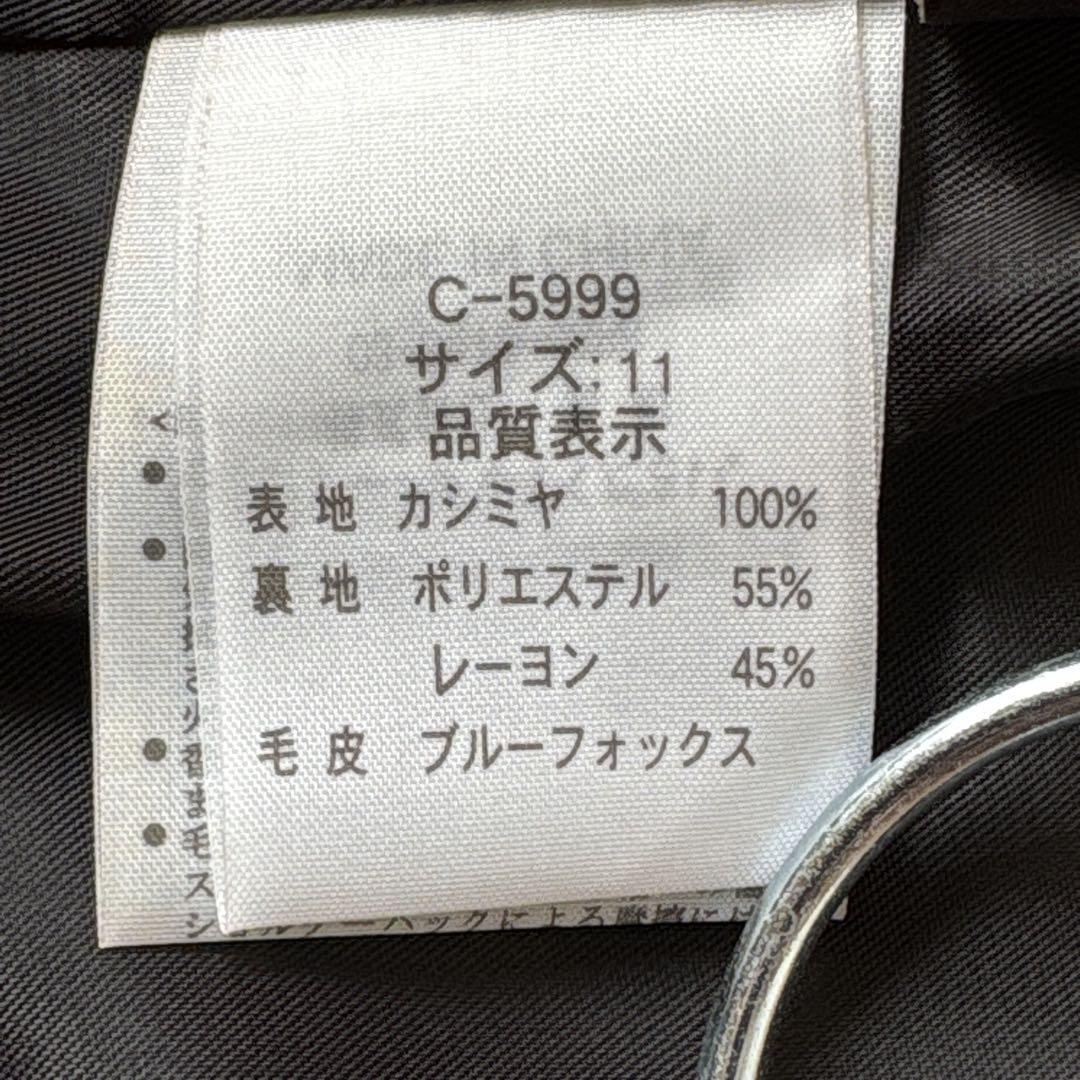 C-5999
サイズ:11
品質表示
表 地 カシミヤ 100%
裏 地 ポリエステル 55%
レーヨン 45%
毛 皮 ブルーフォックス